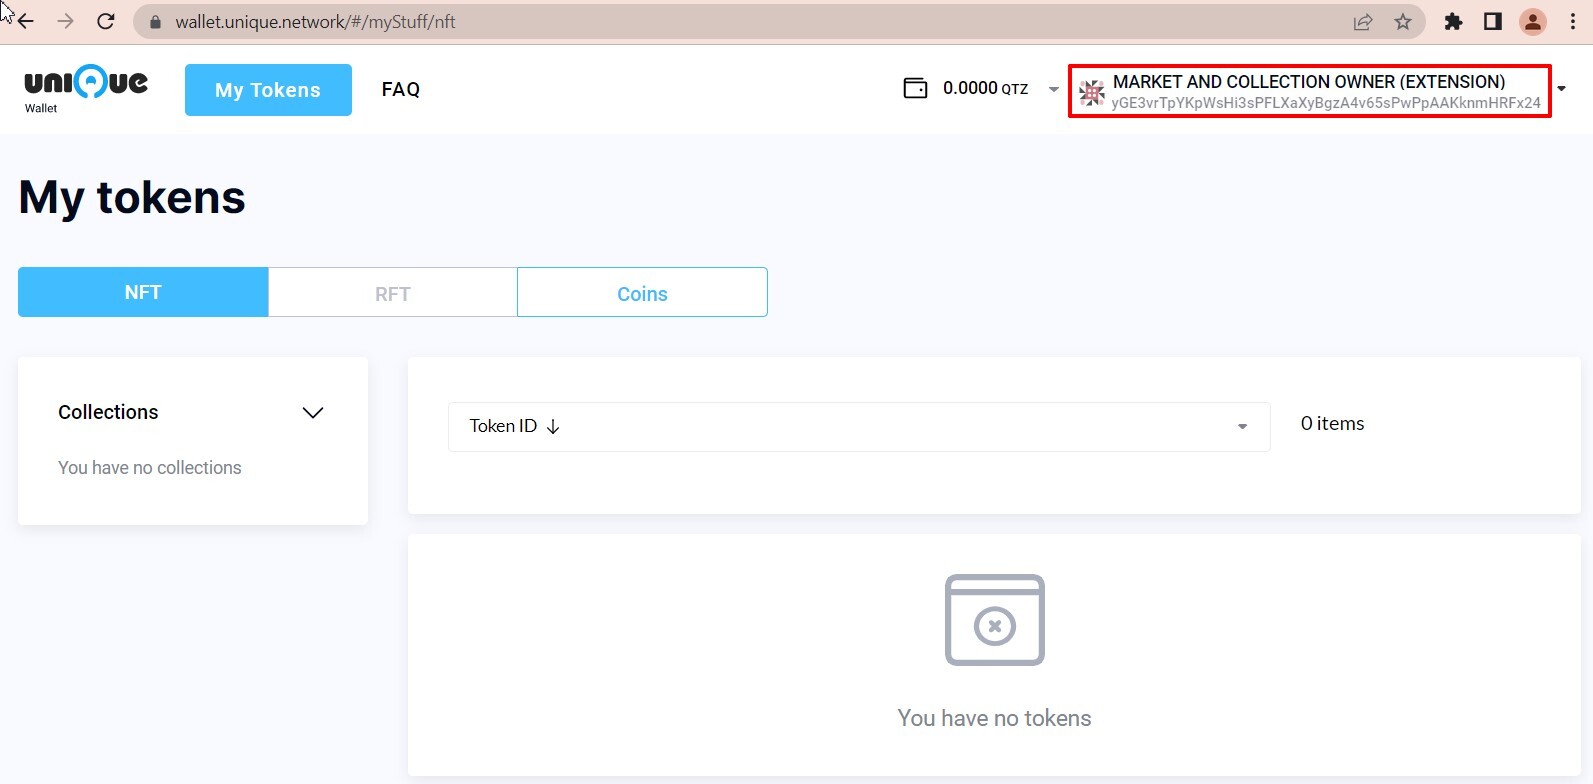 wallet.unique.network/#/myStuff/nft
uniQue
Wallet
My Tokens
FAQ
0.0000 QTZ
MARKET AND COLLECTION OWNER (EXTENSION)
yGE3vrTpYKpWsHi3sPFLXaXyBgzA4v65sPwPpAAKknmHRFx24
My tokens
NFT
RFT
Coins
Collections
You have no collections
Token ID ↓
0 items
You have no tokens